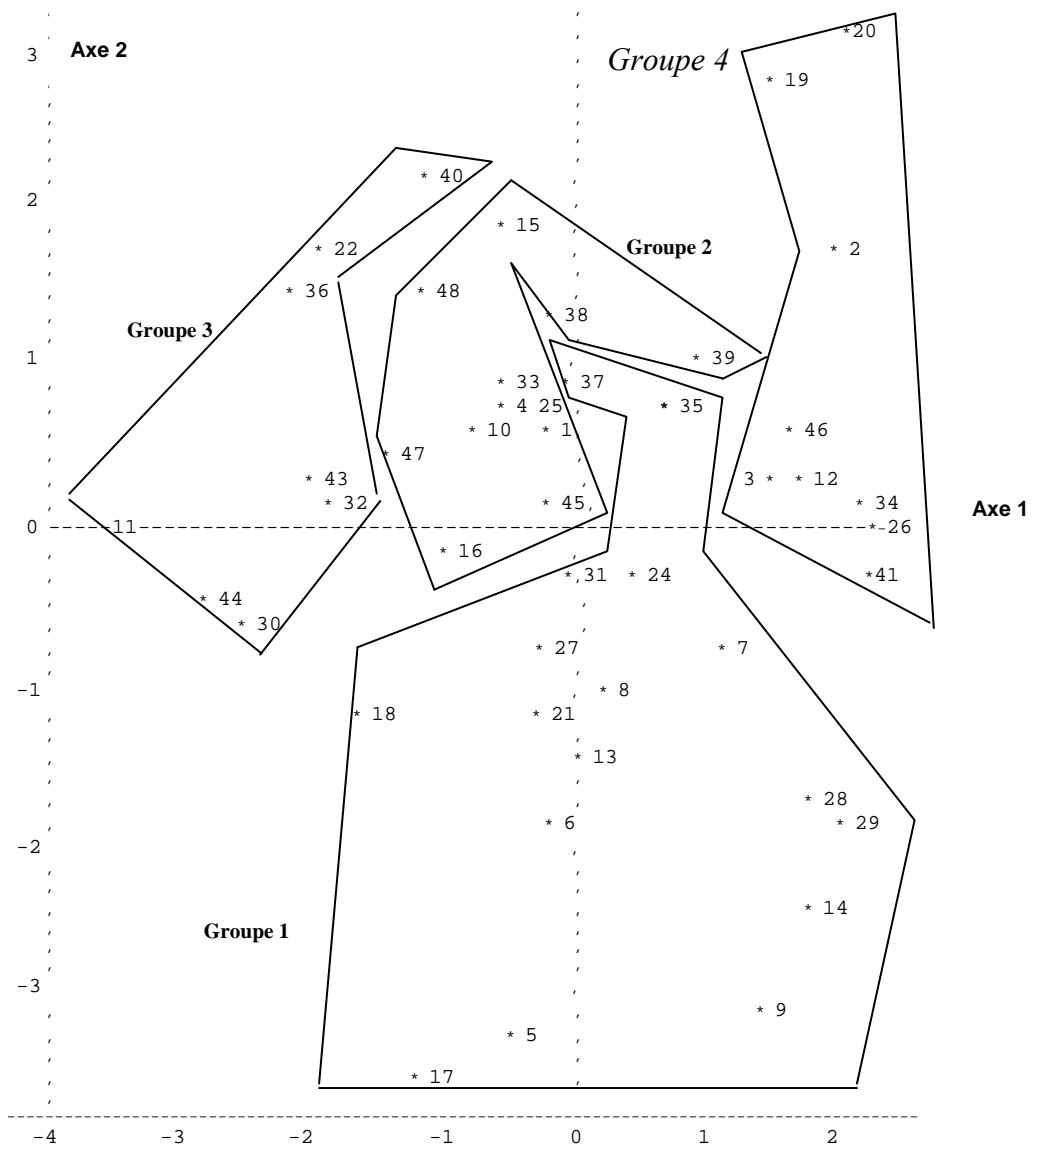 *20
3 Axe 2 Groupe 4
* 19
* 40
2
* 15
* 22 Groupe 2 * 2
* 36 * 48
* 38
Groupe 3
1 * 39
* 33 * 37
* 4 25 * 35
* 10 * 1 * 46
* 47
* 43 3 * * 12
* 32 * 45 * 34 Axe 1
0 11 *-26
* 16
*31 * 24 *41
* 44
* 30
* 27 * 7
-1 * 8
* 18 * 21
* 13
* 28
* 6 * 29
-2
* 14
Groupe 1
-3
* 9
* 5
* 17
-4 -3 -2 -1 0 1 2